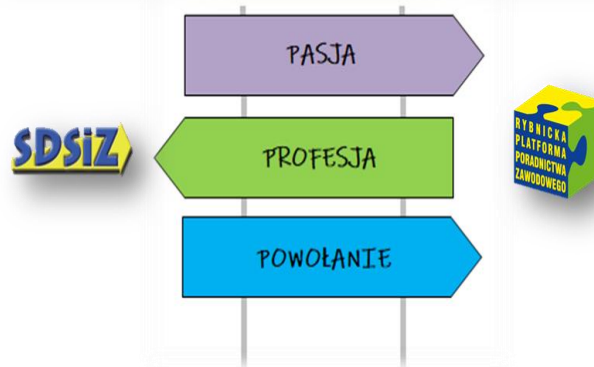 PASJA
SDSiZ
PROFESJA
RYBNICKA
PLATFORMA
PORADNICTWA
ZAWODOWEGO
POWOŁANIE